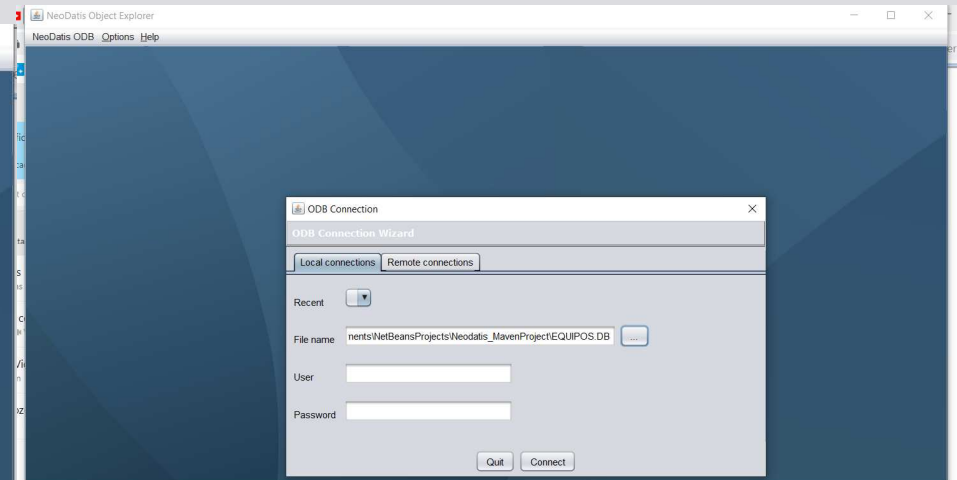 NeoDatis Object Explorer
NeoDatis ODB Options Help
ODB Connection
ODB Connection Wizard
Local connections Remote connections
Recent
File name nents\NetBeansProjects\Neodatis_MavenProject\EQUIPOS.DB ...
User
Password
Quit Connect